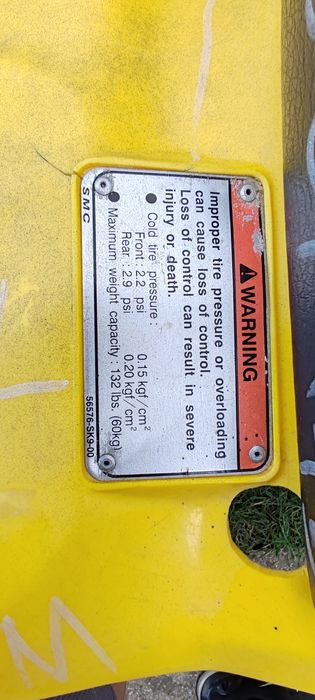 ⚠ WARNING
Improper tire pressure or overloading
can cause loss of control.
Loss of control can result in severe
injury or death.
● Cold tire pressure :
Front : 2.2 psi 0.15 kgf/cm²
Rear : 2.9 psi 0.20 kgf/cm²
● Maximum weight capacity : 132 lbs. (60kg)
SMC 56576-SK9-00
W